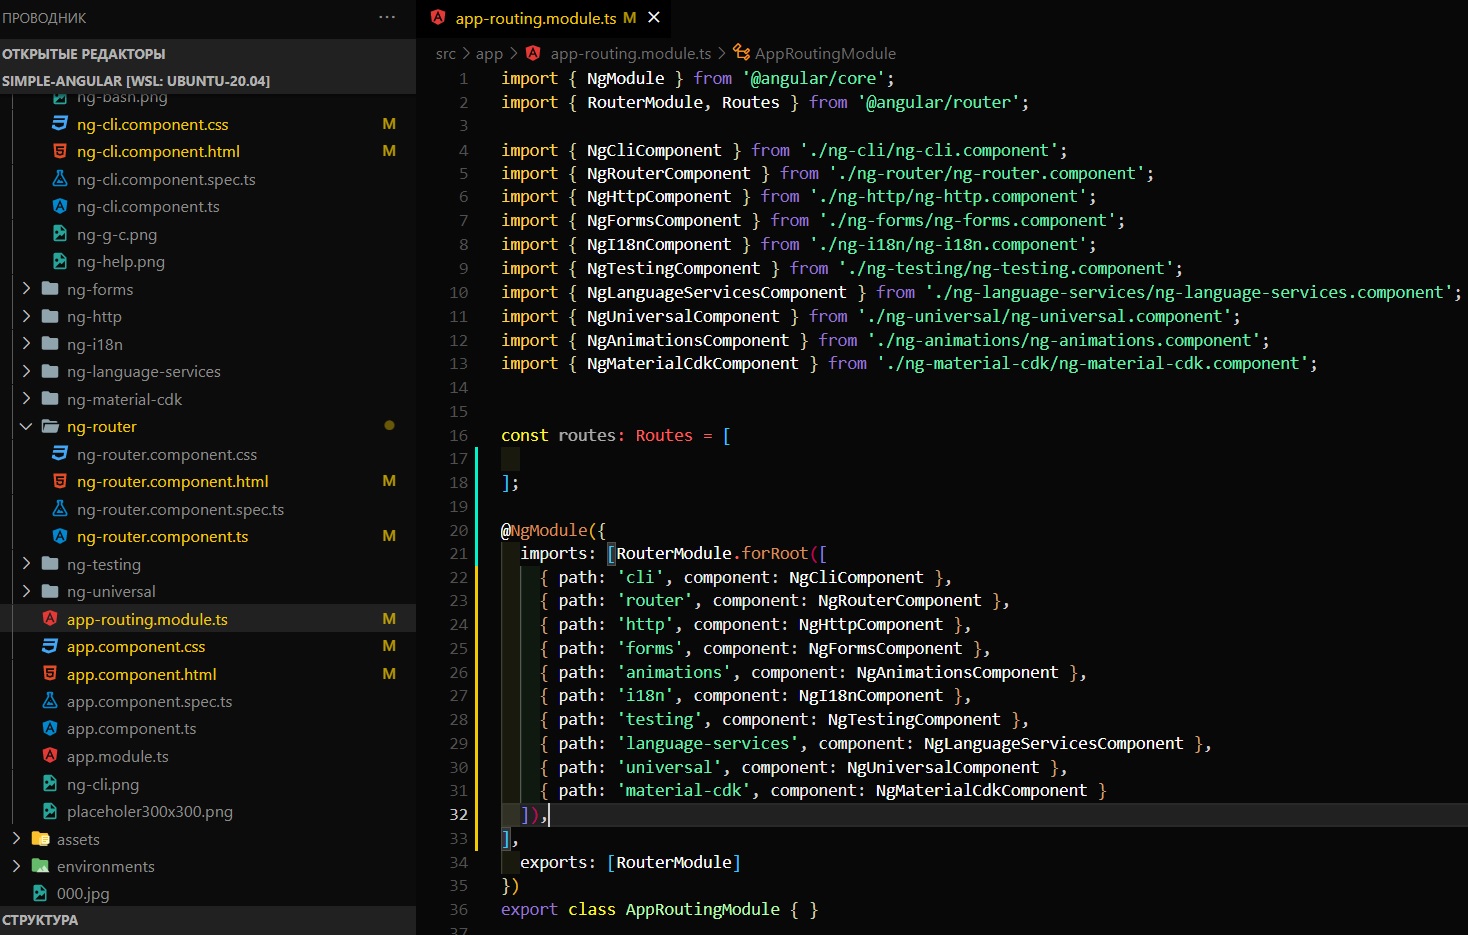 ПРОВОДНИК
···
ОТКРЫТЫЕ РЕДАКТОРЫ
SIMPLE-ANGULAR [WSL: UBUNTU-20.04]
ng-bash.png
ng-cli.component.css M
ng-cli.component.html M
ng-cli.component.spec.ts
ng-cli.component.ts
ng-g-c.png
ng-help.png
ng-forms
ng-http
ng-i18n
ng-language-services
ng-material-cdk
ng-router
ng-router.component.css
ng-router.component.html M
ng-router.component.spec.ts
ng-router.component.ts M
ng-testing
ng-universal
app-routing.module.ts M
app.component.css M
app.component.html M
app.component.spec.ts
app.component.ts
app.module.ts
ng-cli.png
placeholer300x300.png
assets
environments
000.jpg
СТРУКТУРА
app-routing.module.ts M
src > app > app-routing.module.ts > AppRoutingModule
1 import { NgModule } from '@angular/core';
2 import { RouterModule, Routes } from '@angular/router';
3
4 import { NgCliComponent } from './ng-cli/ng-cli.component';
5 import { NgRouterComponent } from './ng-router/ng-router.component';
6 import { NgHttpComponent } from './ng-http/ng-http.component';
7 import { NgFormsComponent } from './ng-forms/ng-forms.component';
8 import { NgI18nComponent } from './ng-i18n/ng-i18n.component';
9 import { NgTestingComponent } from './ng-testing/ng-testing.component';
10 import { NgLanguageServicesComponent } from './ng-language-services/ng-language-services.component';
11 import { NgUniversalComponent } from './ng-universal/ng-universal.component';
12 import { NgAnimationsComponent } from './ng-animations/ng-animations.component';
13 import { NgMaterialCdkComponent } from './ng-material-cdk/ng-material-cdk.component';
14
15
16 const routes: Routes = [
17
18 ];
19
20 @NgModule({
21 imports: [RouterModule.forRoot([
22 { path: 'cli', component: NgCliComponent },
23 { path: 'router', component: NgRouterComponent },
24 { path: 'http', component: NgHttpComponent },
25 { path: 'forms', component: NgFormsComponent },
26 { path: 'animations', component: NgAnimationsComponent },
27 { path: 'i18n', component: NgI18nComponent },
28 { path: 'testing', component: NgTestingComponent },
29 { path: 'language-services', component: NgLanguageServicesComponent },
30 { path: 'universal', component: NgUniversalComponent },
31 { path: 'material-cdk', component: NgMaterialCdkComponent }
32 ]),
33 ],
34 exports: [RouterModule]
35 })
36 export class AppRoutingModule { }
37